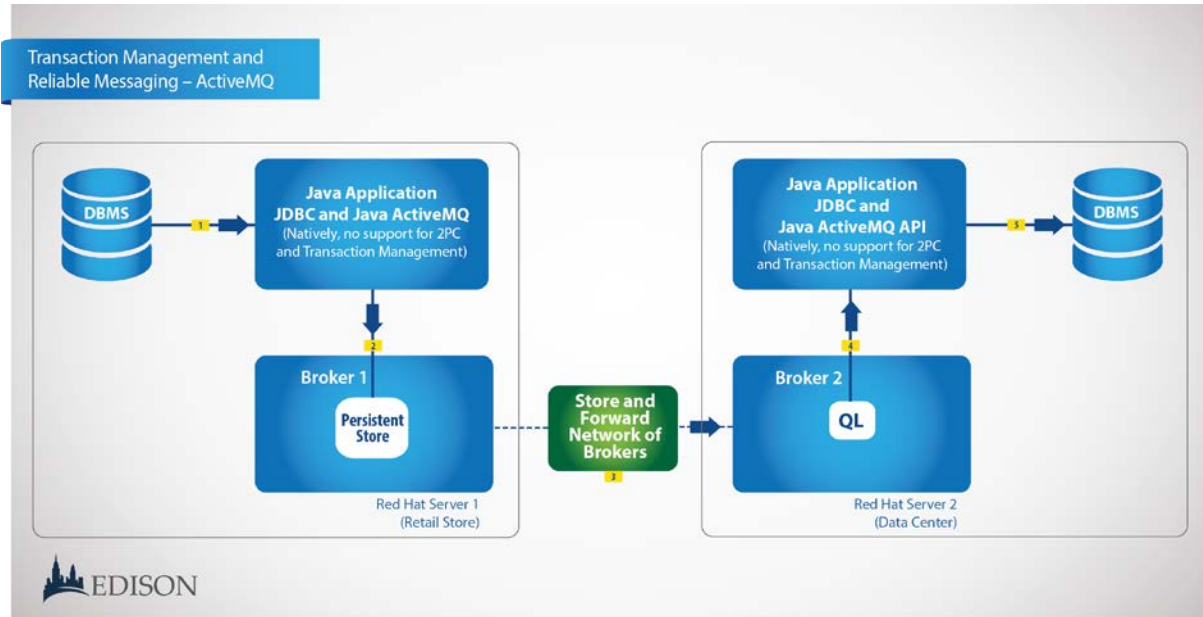 Transaction Management and
Reliable Messaging – ActiveMQ
DBMS
1
Java Application
JDBC and Java ActiveMQ
(Natively, no support for 2PC
and Transaction Management)
2
Broker 1
Persistent
Store
Red Hat Server 1
(Retail Store)
Store and
Forward
Network of
Brokers
3
Java Application
JDBC and
Java ActiveMQ API
(Natively, no support for 2PC
and Transaction Management)
4
Broker 2
QL
Red Hat Server 2
(Data Center)
5
DBMS
EDISON